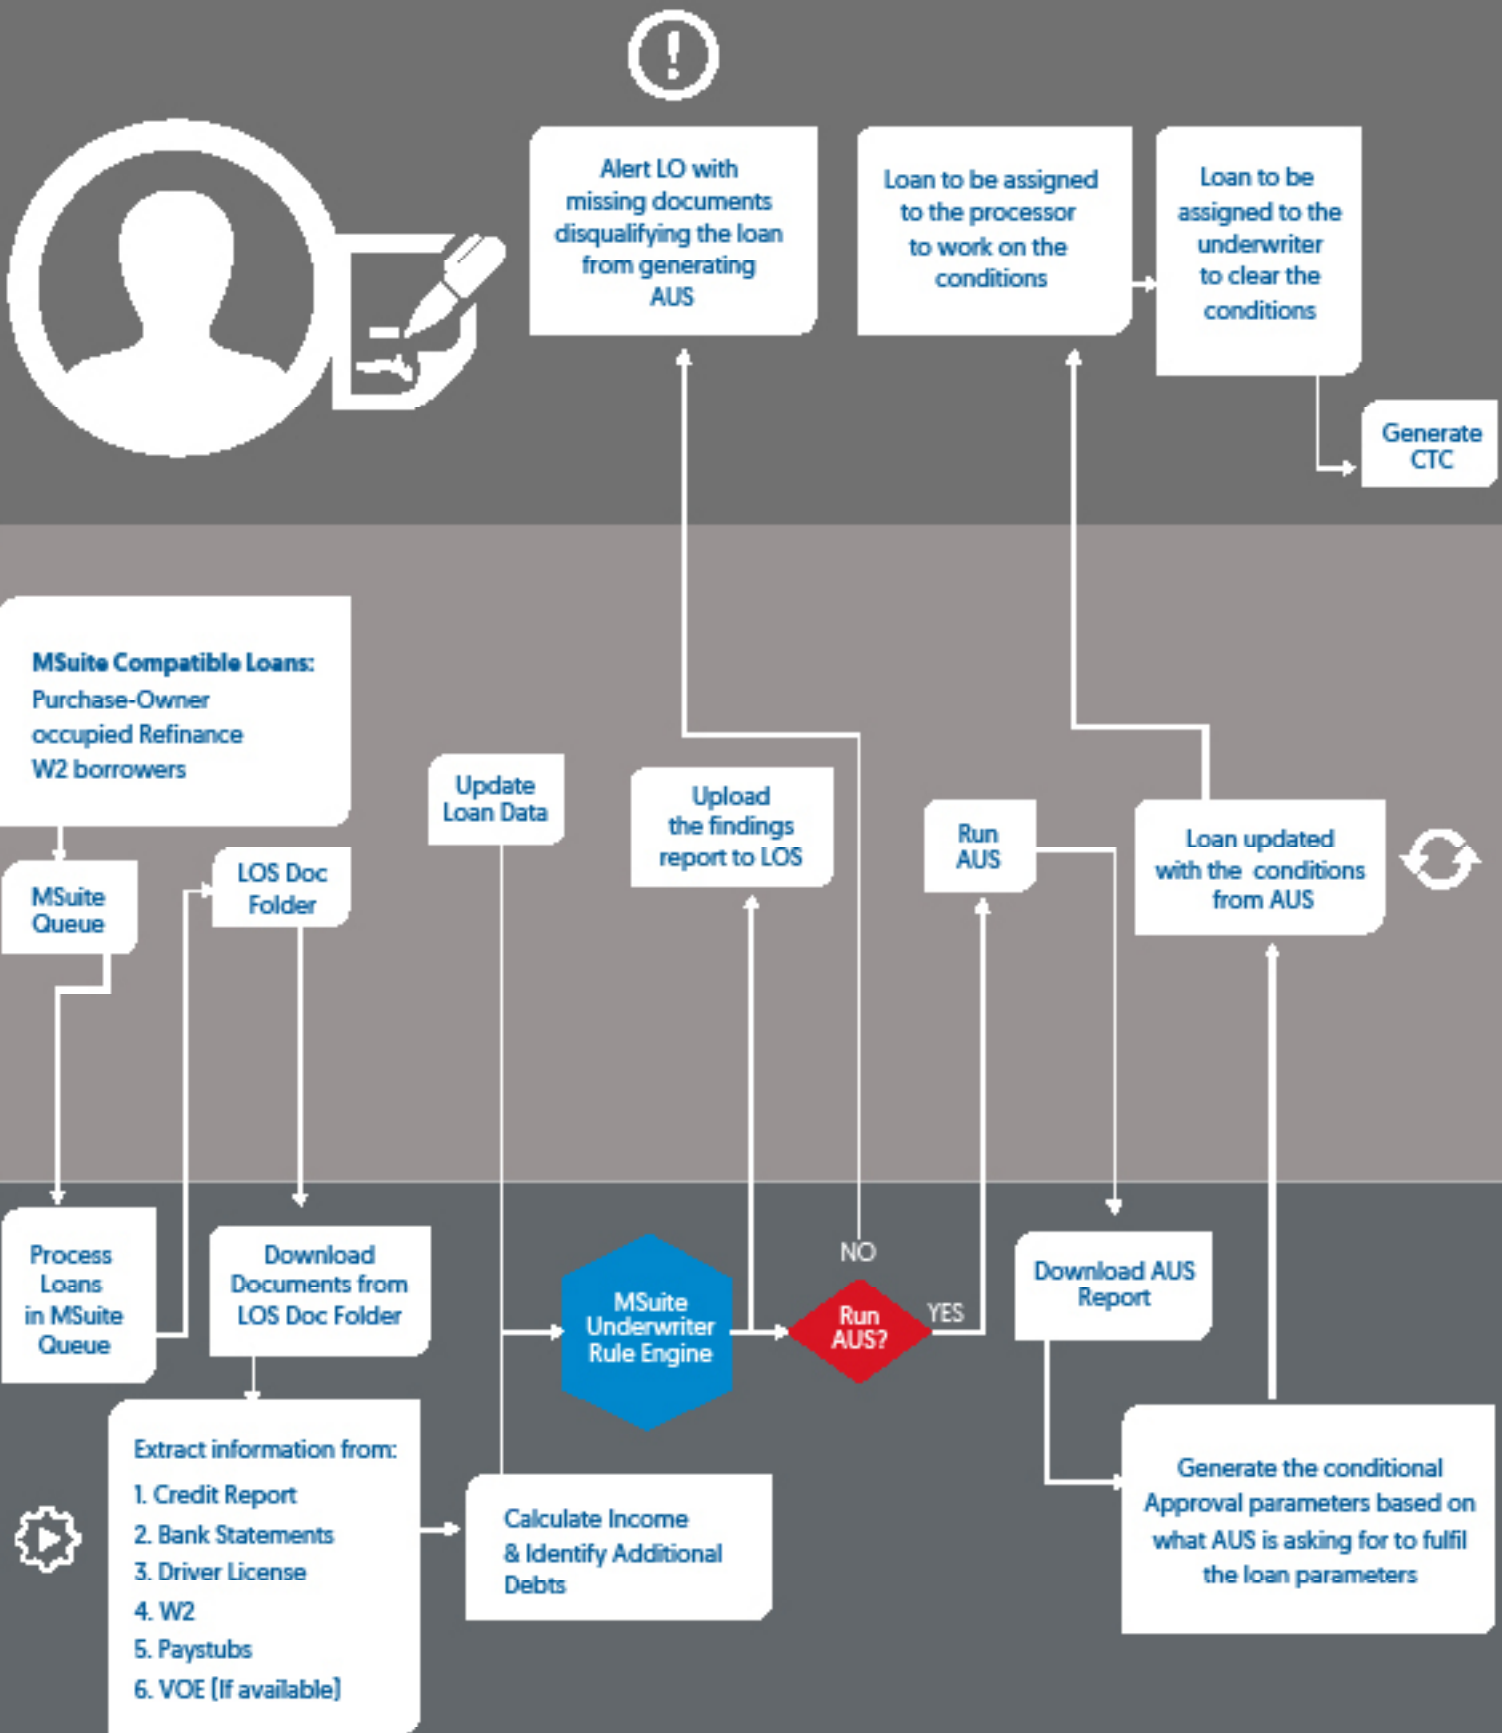 Alert LO with
missing documents
disqualifying the loan
from generating
AUS
Loan to be assigned
to the processor
to work on the
conditions
Loan to be
assigned to the
underwriter
to clear the
conditions
Generate
CTC
MSuite Compatible Loans:
Purchase-Owner
occupied Refinance
W2 borrowers
MSuite
Queue
LOS Doc
Folder
Update
Loan Data
Upload
the findings
report to LOS
Run
AUS
Loan updated
with the conditions
from AUS
Process
Loans
in MSuite
Queue
Download
Documents from
LOS Doc Folder
Extract information from:
1. Credit Report
2. Bank Statements
3. Driver License
4. W2
5. Paystubs
6. VOE (If available)
Calculate Income
& Identify Additional
Debts
MSuite
Underwriter
Rule Engine
Run
AUS?
NO
YES
Download AUS
Report
Generate the conditional
Approval parameters based on
what AUS is asking for to fulfil
the loan parameters